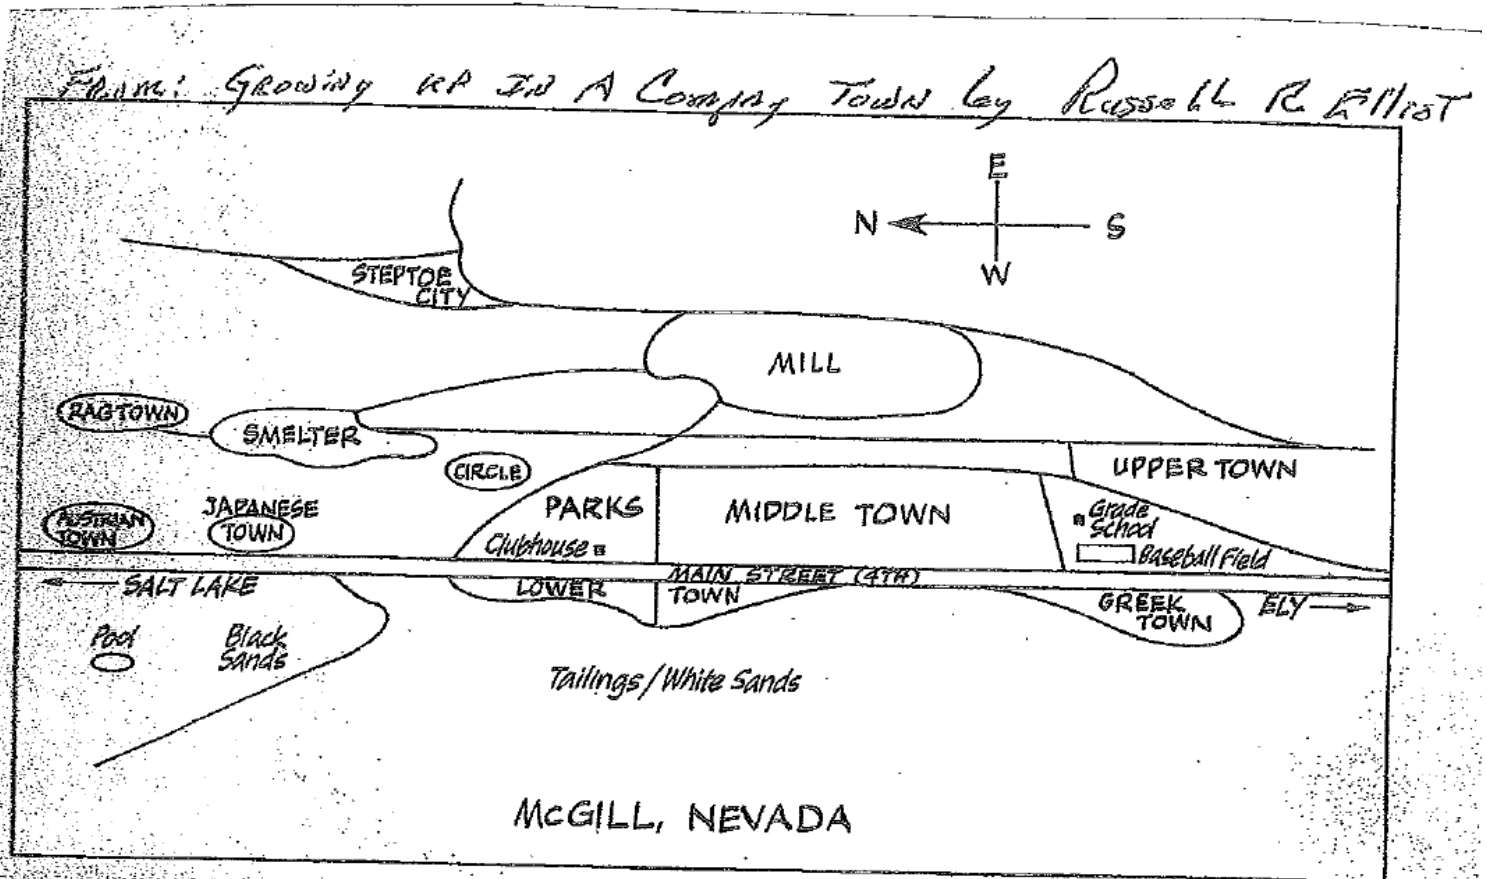 From: Growing up In A Company Town by Russell R. Elliot
E
N
S
W
STEPTOE
CITY
MILL
RAGTOWN
SMELTER
CIRCLE
UPPER TOWN
JAPANESE
TOWN
AUSTRIAN
TOWN
PARKS
Clubhouse
MIDDLE TOWN
Grade
School
Baseball Field
SALT LAKE
MAIN STREET (4TH)
LOWER
TOWN
GREEK
TOWN
ELY
Pool
Black
Sands
Tailings/White Sands
McGILL, NEVADA